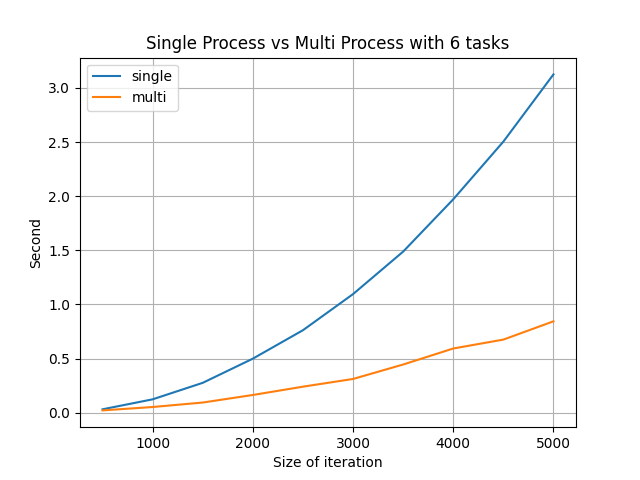 Single Process vs Multi Process with 6 tasks
single
multi
3.0
2.5
2.0
1.5
1.0
0.5
0.0
Second
1000
2000
3000
4000
5000
Size of iteration